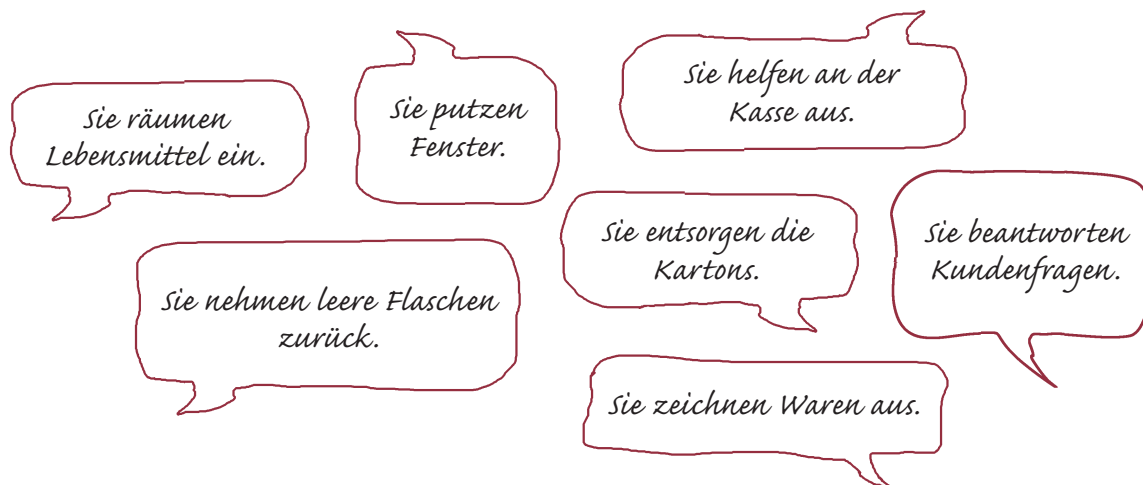 Sie räumen
Lebensmittel ein.
Sie putzen
Fenster.
Sie helfen an der
Kasse aus.
Sie nehmen leere Flaschen
zurück.
Sie entsorgen die
Kartons.
Sie beantworten
Kundenfragen.
Sie zeichnen Waren aus.